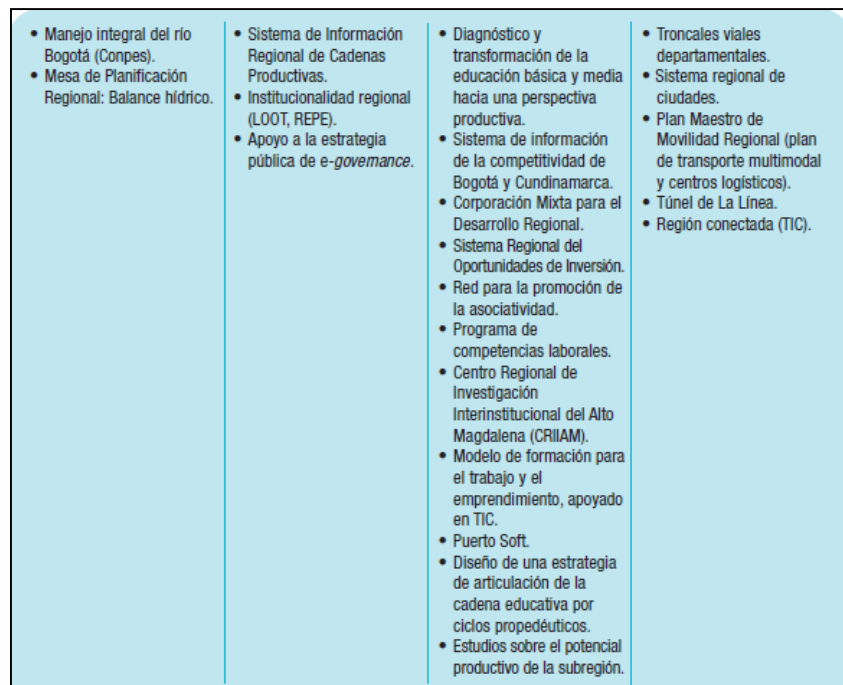 • Manejo integral del río
Bogotá (Conpes).
• Mesa de Planificación
Regional: Balance hídrico.
• Sistema de Información
Regional de Cadenas
Productivas.
• Institucionalidad regional
(LOOT, REPE).
• Apoyo a la estrategia
pública de e-governance.
• Diagnóstico y
transformación de la
educación básica y media
hacia una perspectiva
productiva.
• Sistema de información
de la competitividad de
Bogotá y Cundinamarca.
• Corporación Mixta para el
Desarrollo Regional.
• Sistema Regional del
Oportunidades de Inversión.
• Red para la promoción de
la asociatividad.
• Programa de
competencias laborales.
• Centro Regional de
Investigación
Interinstitucional del Alto
Magdalena (CRIIAM).
• Modelo de formación para
el trabajo y el
emprendimiento, apoyado
en TIC.
• Puerto Soft.
• Diseño de una estrategia
de articulación de la
cadena educativa por
ciclos propedéuticos.
• Estudios sobre el potencial
productivo de la subregión.
• Troncales viales
departamentales.
• Sistema regional de
ciudades.
• Plan Maestro de
Movilidad Regional (plan
de transporte multimodal
y centros logísticos).
• Túnel de La Línea.
• Región conectada (TIC).